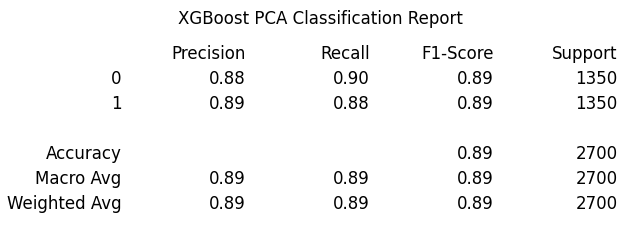 XGBoost PCA Classification Report
Precision Recall F1-Score Support
0 0.88 0.90 0.89 1350
1 0.89 0.88 0.89 1350
Accuracy 0.89 2700
Macro Avg 0.89 0.89 0.89 2700
Weighted Avg 0.89 0.89 0.89 2700